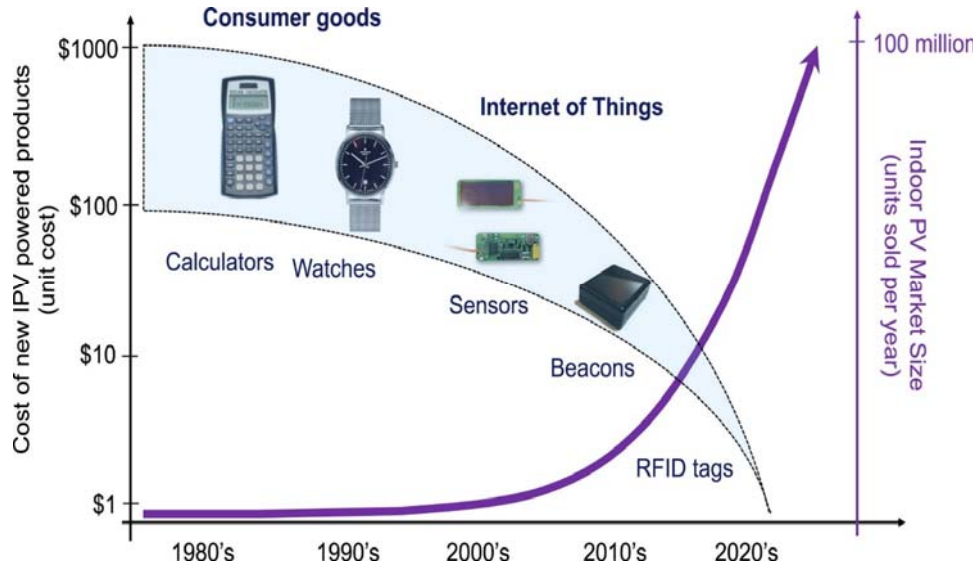 Consumer goods
$1000
100 million
Internet of Things
$100
Calculators
Watches
Sensors
$10
Beacons
RFID tags
$1
1980's
1990's
2000's
2010's
2020's
Cost of new IPV powered products
(unit cost)
Indoor PV Market Size
(units sold per year)